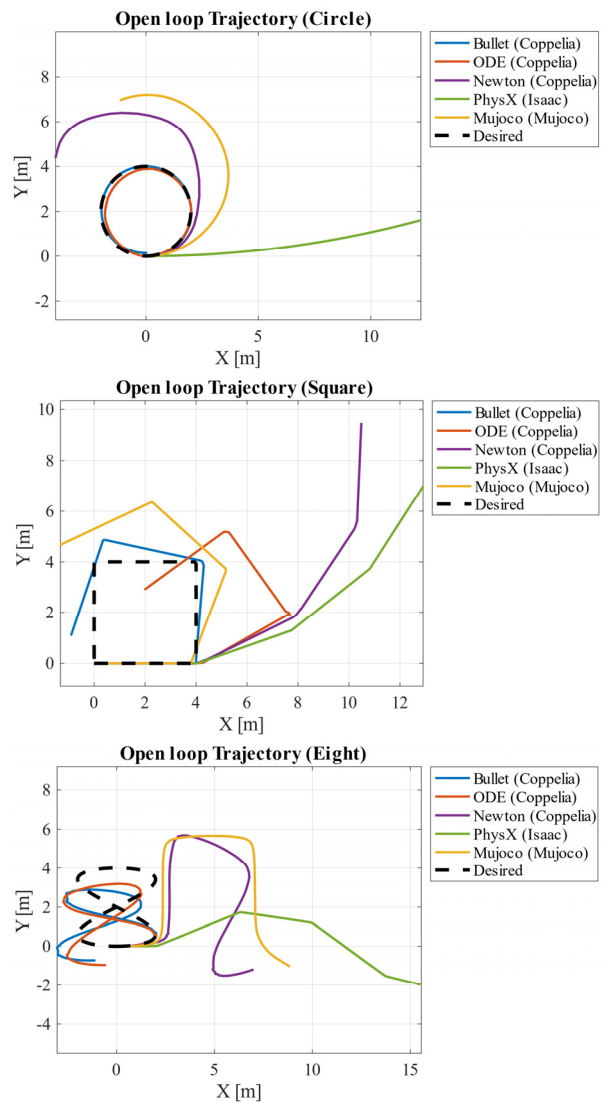 Open loop Trajectory (Circle)
Bullet (Coppelia)
ODE (Coppelia)
Newton (Coppelia)
PhysX (Isaac)
Mujoco (Mujoco)
Desired
8
6
4
2
0
-2
Y [m]
0 5 10
X [m]
Open loop Trajectory (Square)
Bullet (Coppelia)
ODE (Coppelia)
Newton (Coppelia)
PhysX (Isaac)
Mujoco (Mujoco)
Desired
10
8
6
4
2
0
Y [m]
0 2 4 6 8 10 12
X [m]
Open loop Trajectory (Eight)
Bullet (Coppelia)
ODE (Coppelia)
Newton (Coppelia)
PhysX (Isaac)
Mujoco (Mujoco)
Desired
8
6
4
2
0
-2
-4
Y [m]
0 5 10 15
X [m]